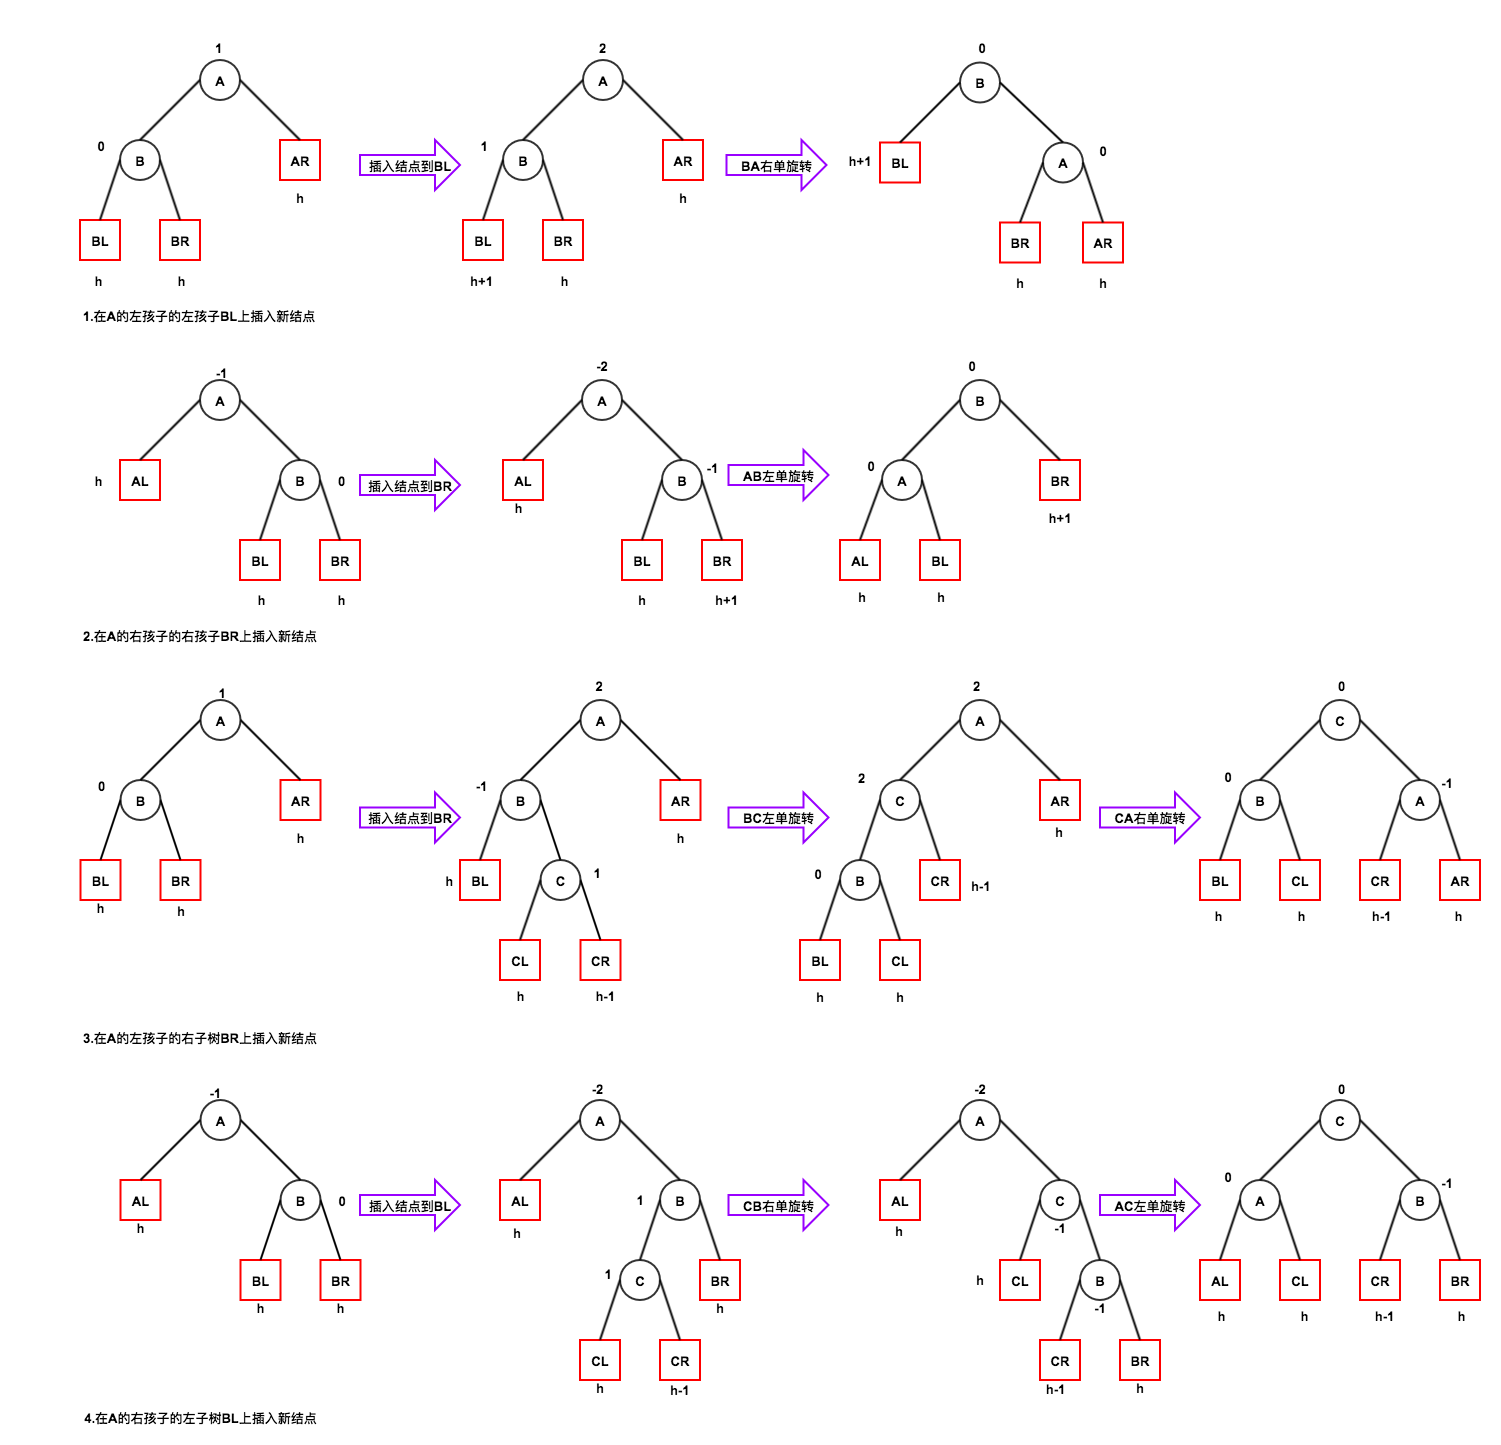 1
2
0
A
A
B
0
B
AR
插入结点到BL
1
B
AR
BA右单旋转
h+1
BL
A
0
h
h
BL
BR
BL
BR
BR
AR
h
h
h+1
h
h
h
1.在A的左孩子的左孩子BL上插入新结点
-1
-2
0
A
A
B
h
AL
B
0
插入结点到BR
AL
B
-1
AB左单旋转
0
A
BR
h
h+1
BL
BR
BL
BR
AL
BL
h
h
h
h+1
h
h
2.在A的右孩子的右孩子BR上插入新结点
1
2
2
0
A
A
A
C
0
B
AR
插入结点到BR
-1
B
AR
BC左单旋转
2
C
AR
CA右单旋转
0
B
A
-1
h
h
h
BL
BR
h
BL
C
1
0
B
CR
h-1
BL
CL
CR
AR
h
h
h
h
h-1
h
CL
CR
BL
CL
h
h-1
h
h
3.在A的左孩子的右子树BR上插入新结点
-1
-2
-2
0
A
A
A
C
AL
B
0
插入结点到BL
AL
1
B
CB右单旋转
AL
C
-1
AC左单旋转
0
A
B
-1
h
h
h
BL
BR
1
C
BR
h
CL
B
-1
AL
CL
CR
BR
h
h
h
h
h
h-1
h
CL
CR
CR
BR
h
h-1
h-1
h
4.在A的右孩子的左子树BL上插入新结点